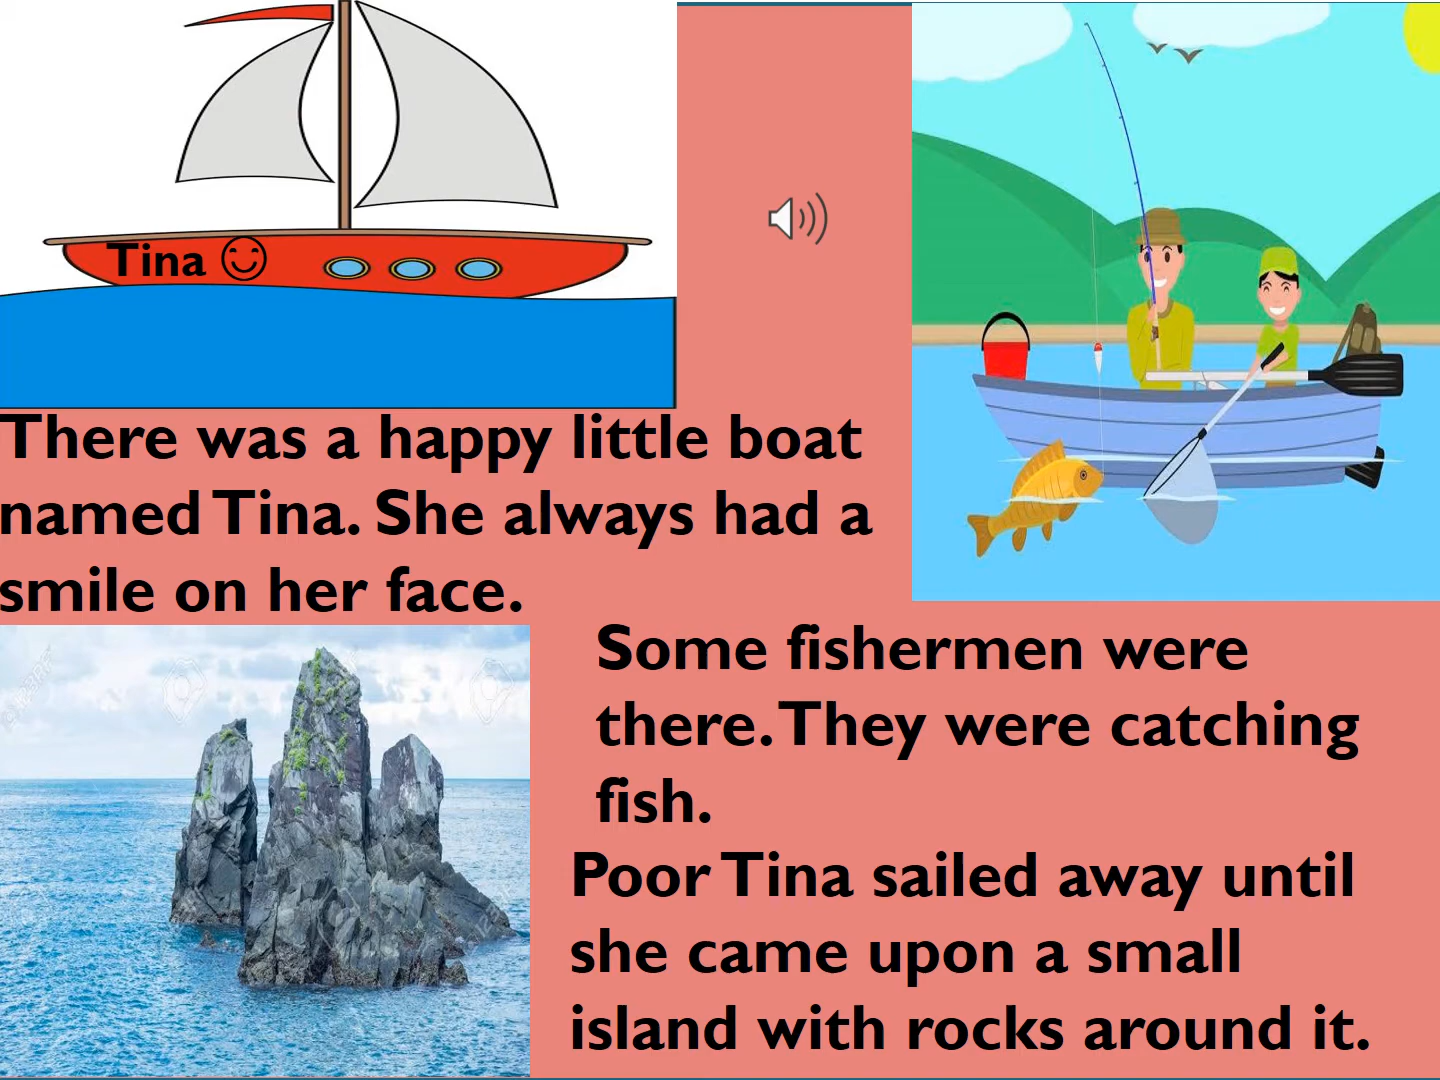 Tina
There was a happy little boat
named Tina. She always had a
smile on her face.
Some fishermen were
there. They were catching
fish.
Poor Tina sailed away until
she came upon a small
island with rocks around it.